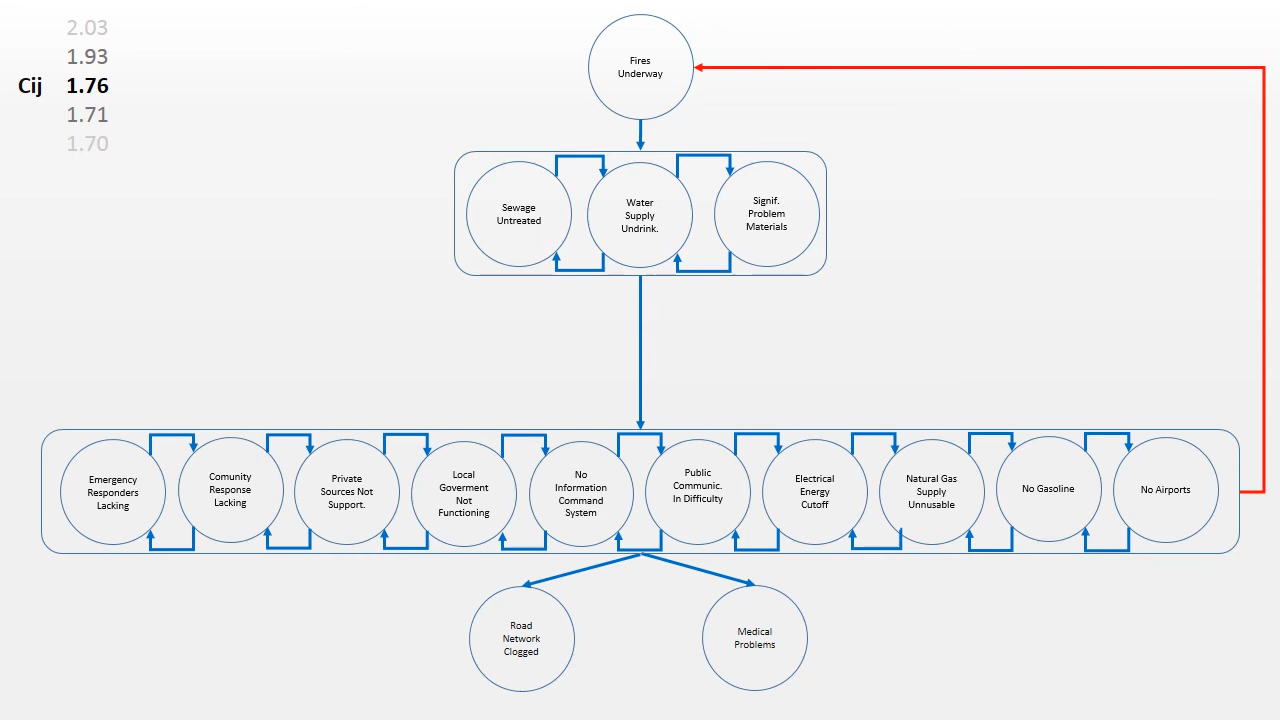 2.03
1.93
Cij 1.76
1.71
1.70
Fires
Underway
Sewage
Untreated
Water
Supply
Undrink.
Signif.
Problem
Materials
Emergency
Responders
Lacking
Comunity
Response
Lacking
Private
Sources Not
Support.
Local
Goverment
Not
Functioning
No
Information
Command
System
Public
Communic.
In Difficulty
Electrical
Energy
Cutoff
Natural Gas
Supply
Unnusable
No Gasoline
No Airports
Road
Network
Clogged
Medical
Problems